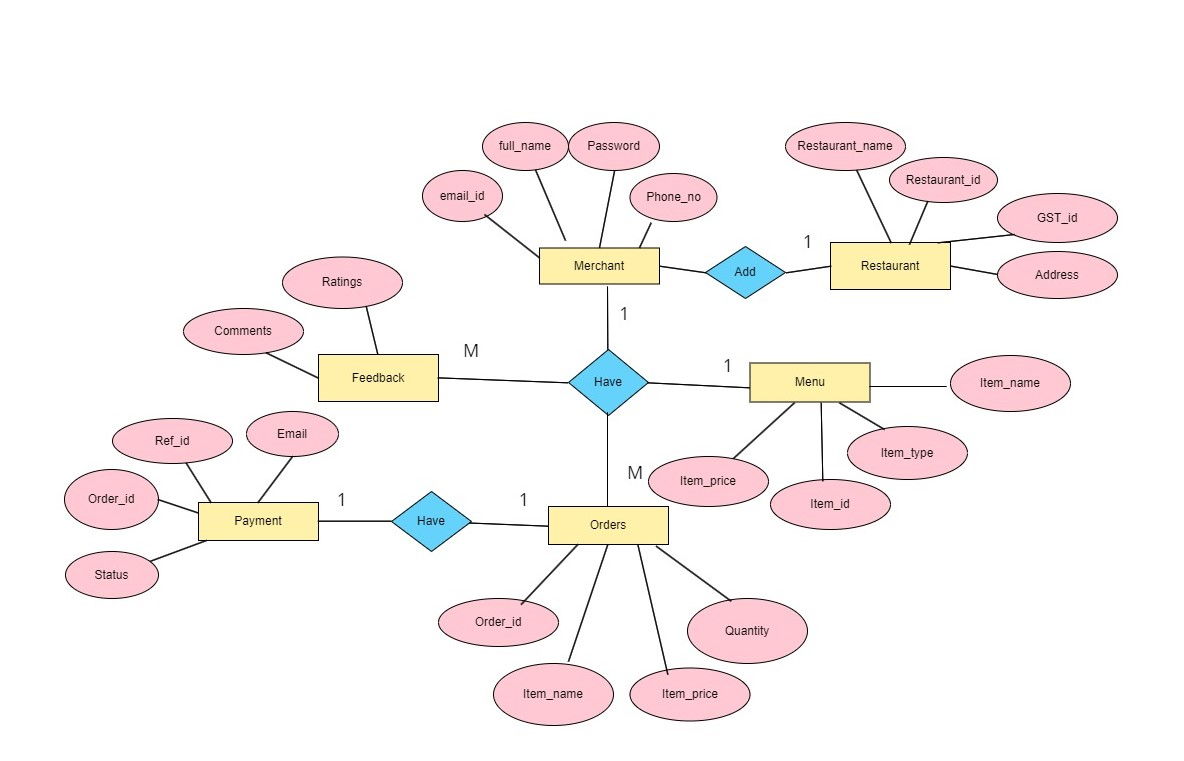 full_name
Password
Restaurant_name
Restaurant_id
email_id
Phone_no
GST_id
1
Merchant
Add
Restaurant
Address
Ratings
1
Comments
M
1
Feedback
Have
Menu
Item_name
Ref_id
Email
Item_type
M
Item_price
Order_id
1
1
Item_id
Payment
Have
Orders
Status
Order_id
Quantity
Item_name
Item_price